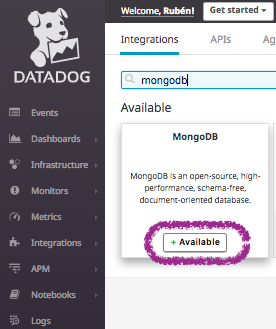 Welcome, Rubén!
Get started
DATADOG
Integrations
APIs
Ag
mongodb
Available
MongoDB
MongoDB is an open-source, high-
performance, schema-free,
document-oriented database.
+ Available
Events
Dashboards
Infrastructure
Monitors
Metrics
Integrations
APM
Notebooks
Logs